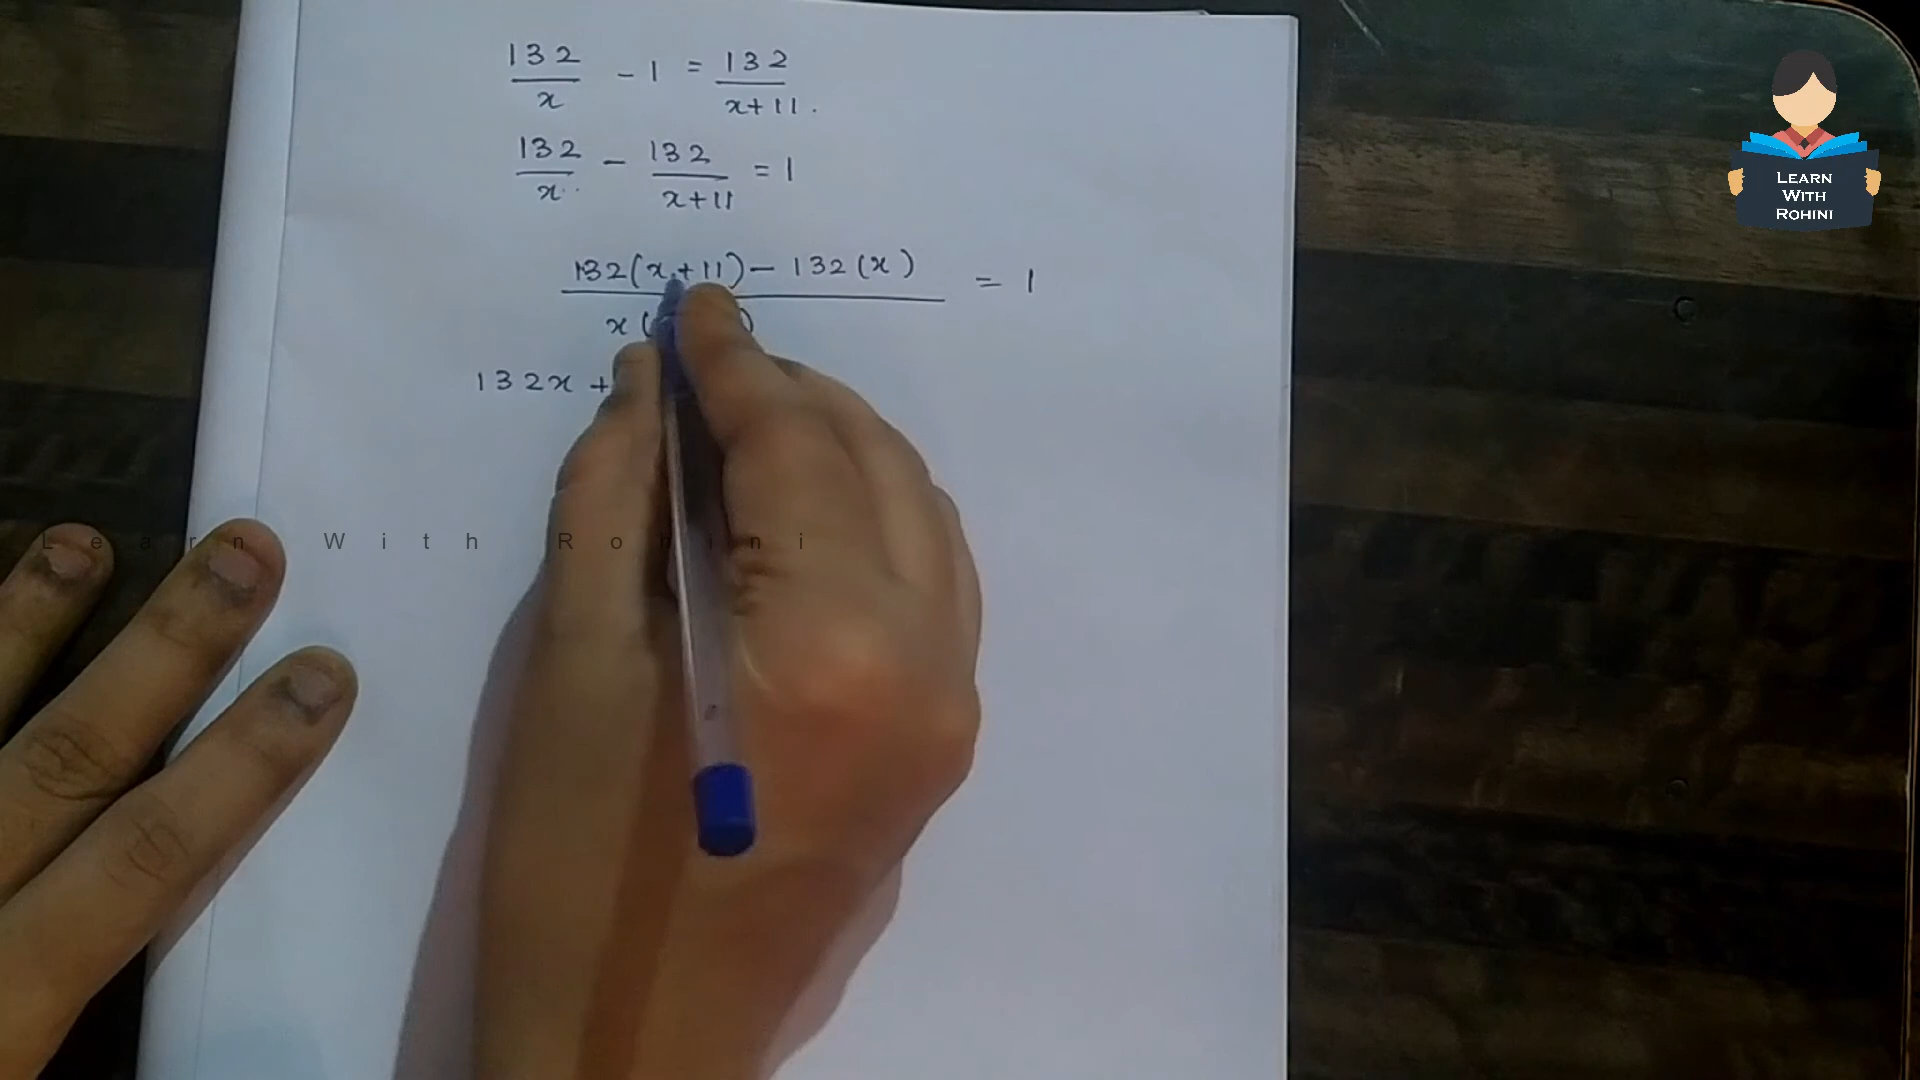 132/x - 1 = 132/x+11.
132/x.. - 132/x+11 = 1
132(x+11) - 132(x) / x( ) = 1
132x +
Learn With Rohini
LEARN
WITH
ROHINI